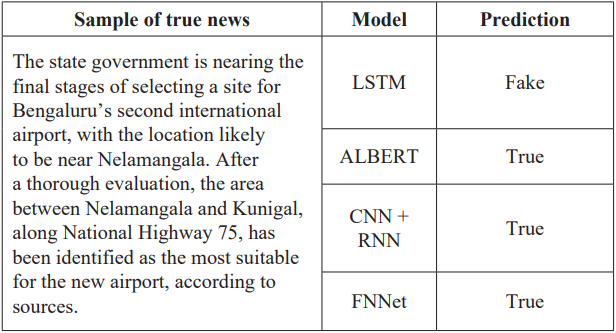 Sample of true news Model Prediction
The state government is nearing the
final stages of selecting a site for
Bengaluru’s second international
airport, with the location likely
to be near Nelamangala. After
a thorough evaluation, the area
between Nelamangala and Kunigal,
along National Highway 75, has
been identified as the most suitable
for the new airport, according to
sources.
LSTM Fake
ALBERT True
CNN +
RNN
True
FNNet True